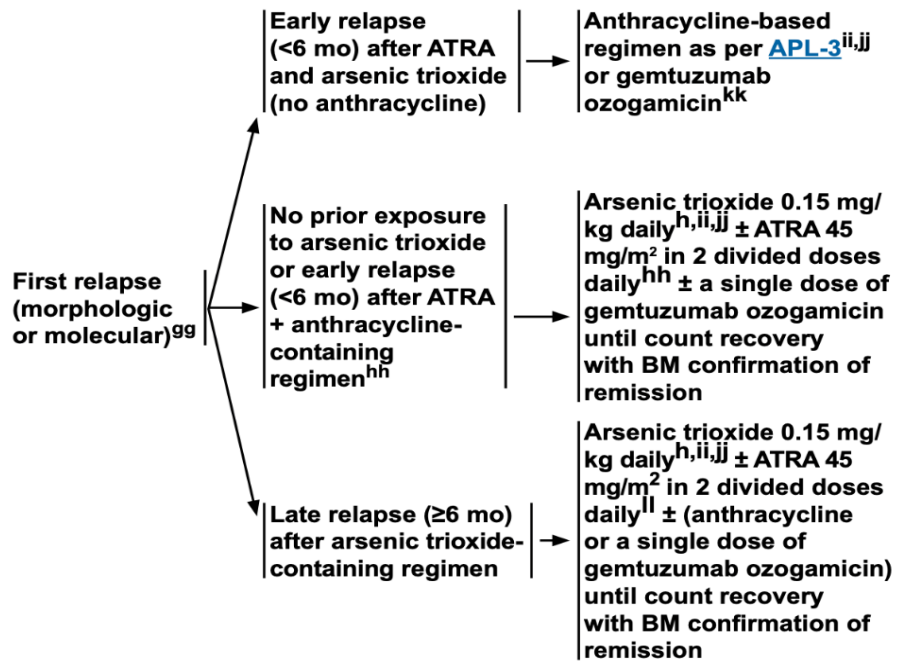 Early relapse
(<6 mo) after ATRA
and arsenic trioxide
(no anthracycline)
Anthracycline-based
regimen as per APL-3ii,jj
or gemtuzumab
ozogamicinkk
First relapse
(morphologic
or molecular)gg
No prior exposure
to arsenic trioxide
or early relapse
(<6 mo) after ATRA
+ anthracycline-
containing
regimenhh
Arsenic trioxide 0.15 mg/
kg dailyh,ii,jj ± ATRA 45
mg/m² in 2 divided doses
dailyhh ± a single dose of
gemtuzumab ozogamicin
until count recovery
with BM confirmation of
remission
Late relapse (≥6 mo)
after arsenic trioxide-
containing regimen
Arsenic trioxide 0.15 mg/
kg dailyh,ii,jj ± ATRA 45
mg/m² in 2 divided doses
dailyll ± (anthracycline
or a single dose of
gemtuzumab ozogamicin)
until count recovery
with BM confirmation of
remission